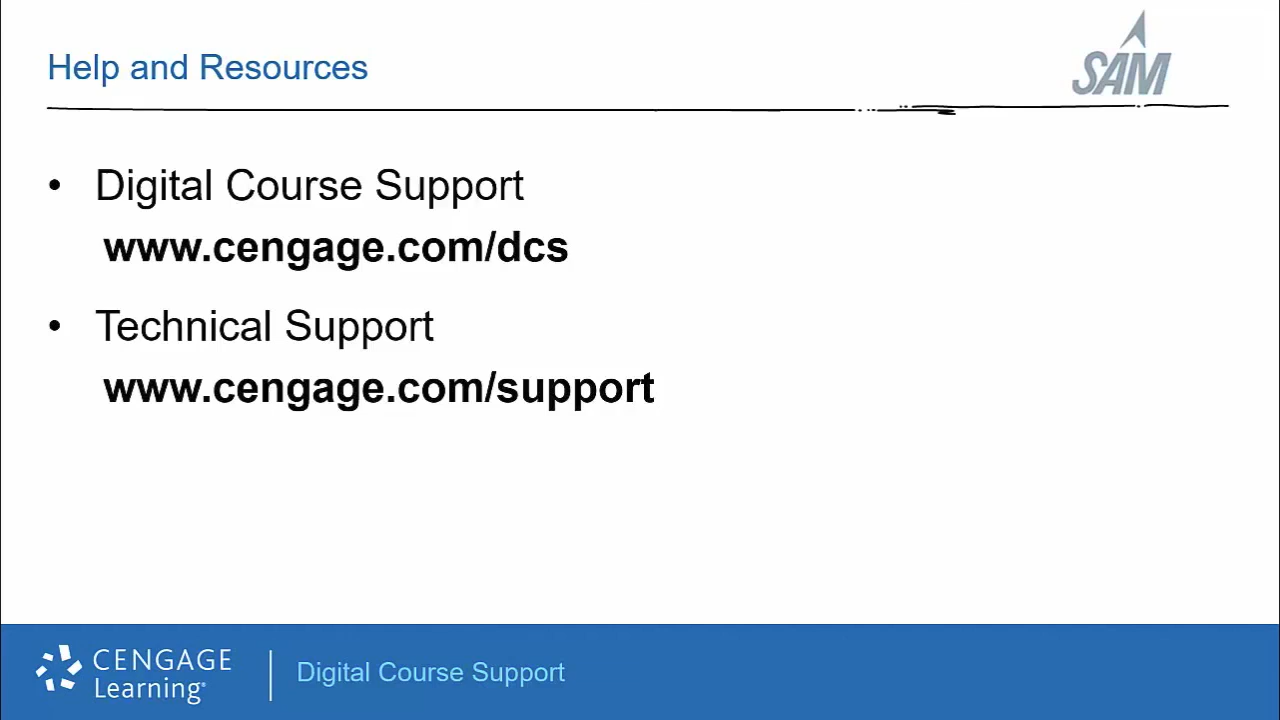 Help and Resources
SAM
• Digital Course Support
www.cengage.com/dcs
• Technical Support
www.cengage.com/support
CENGAGE
Learning®
Digital Course Support